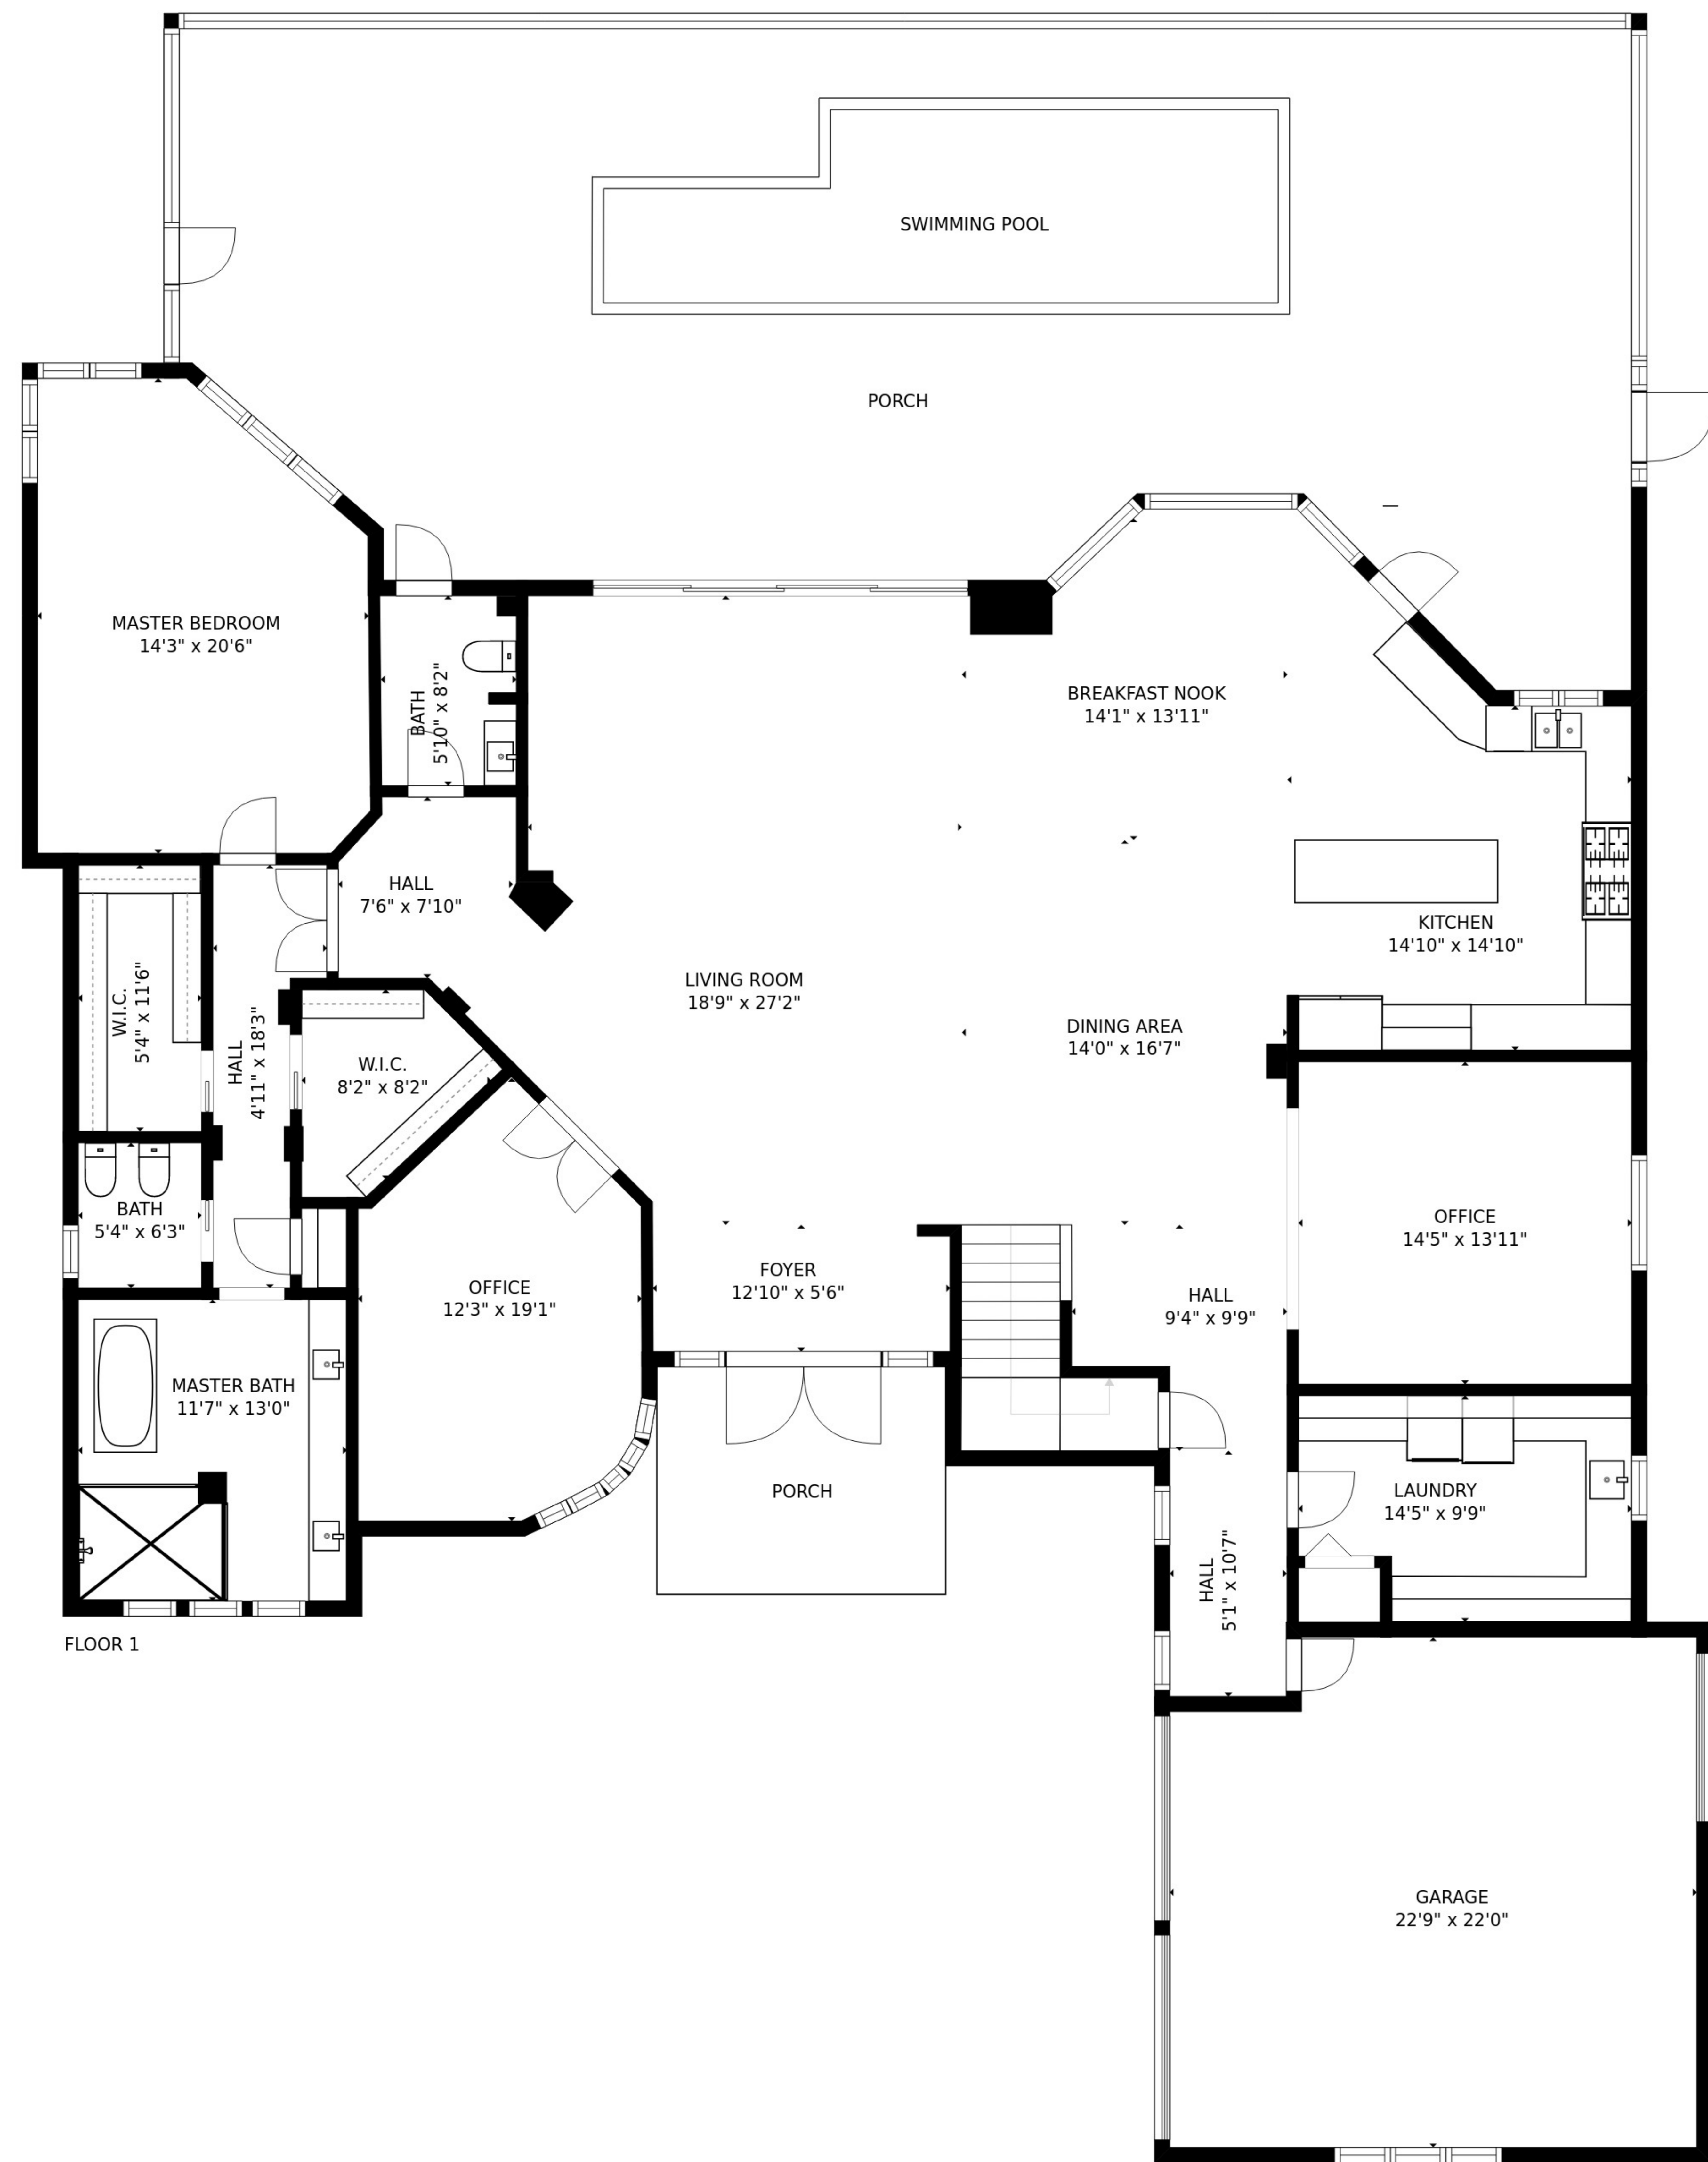 SWIMMING POOL
PORCH
MASTER BEDROOM
14'3" x 20'6"
BATH
5'10" x 8'2"
BREAKFAST NOOK
14'1" x 13'11"
HALL
7'6" x 7'10"
KITCHEN
14'10" x 14'10"
LIVING ROOM
18'9" x 27'2"
W.I.C.
5'4" x 11'6"
HALL
4'11" x 18'3"
W.I.C.
8'2" x 8'2"
DINING AREA
14'0" x 16'7"
BATH
5'4" x 6'3"
OFFICE
14'5" x 13'11"
OFFICE
12'3" x 19'1"
FOYER
12'10" x 5'6"
HALL
9'4" x 9'9"
MASTER BATH
11'7" x 13'0"
PORCH
LAUNDRY
14'5" x 9'9"
HALL
5'1" x 10'7"
FLOOR 1
GARAGE
22'9" x 22'0"